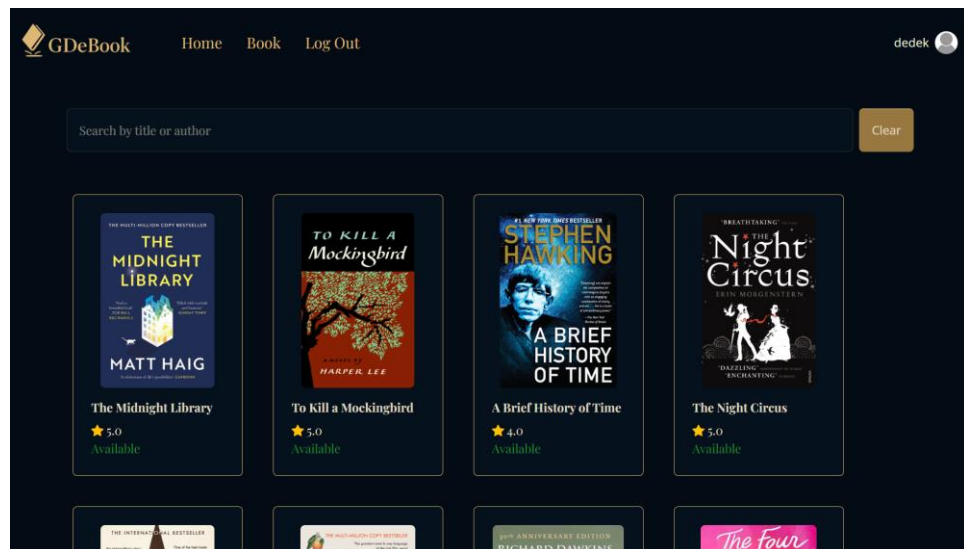 GDeBook
Home Book Log Out
dedek
Search by title or author
Clear
THE MULTI-MILLION COPY BESTSELLER
THE
MIDNIGHT
LIBRARY
MATT HAIG
The Midnight Library
5.0
Available
TO KILL A
Mockingbird
A NOVEL BY
HARPER LEE
To Kill a Mockingbird
5.0
Available
#1 NEW YORK TIMES BESTSELLER
STEPHEN
HAWKING
A BRIEF
HISTORY
OF TIME
A Brief History of Time
4.0
Available
'BREATHTAKING'
THE
Night
Circus
ERIN MORGENSTERN
'DAZZLING'
'ENCHANTING'
The Night Circus
5.0
Available
THE INTERNATIONAL BESTSELLER
THE MULTI-MILLION COPY BESTSELLER
ANNIVERSARY EDITION
RICHARD DAWKINS
The Four